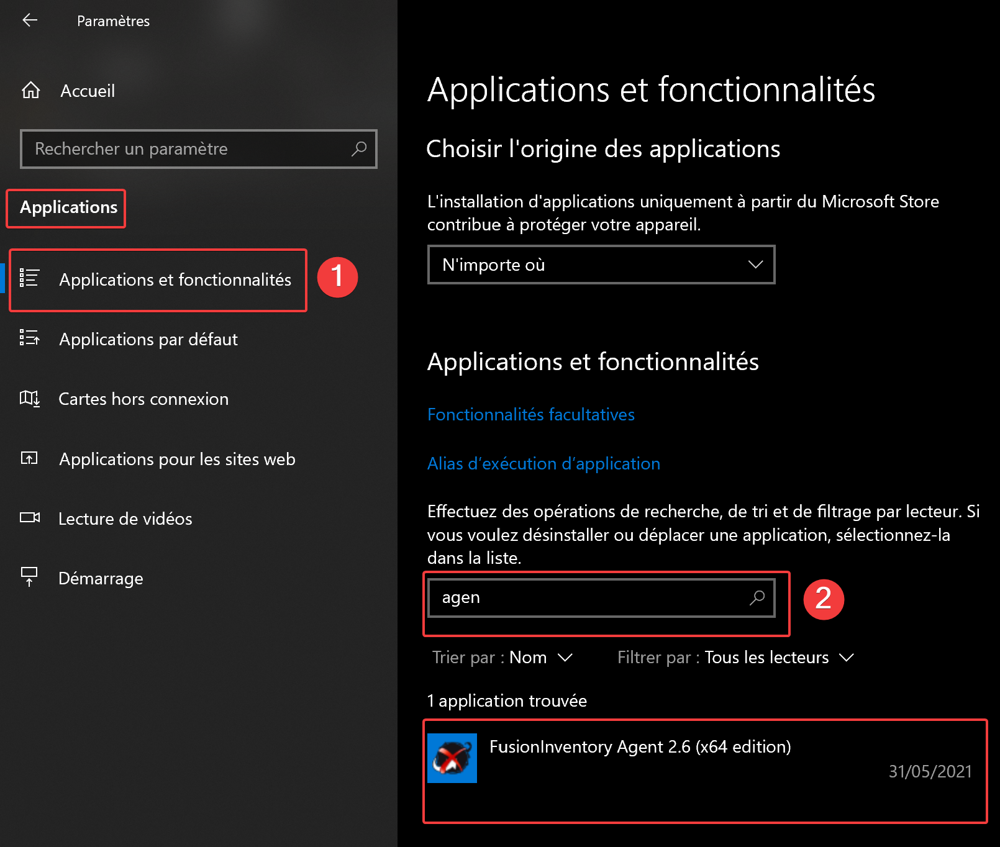 Paramètres
Accueil
Rechercher un paramètre
Applications
Applications et fonctionnalités
1
Applications par défaut
Cartes hors connexion
Applications pour les sites web
Lecture de vidéos
Démarrage
Applications et fonctionnalités
Choisir l'origine des applications
L'installation d'applications uniquement à partir du Microsoft Store
contribue à protéger votre appareil.
N'importe où
Applications et fonctionnalités
Fonctionnalités facultatives
Alias d’exécution d’application
Effectuez des opérations de recherche, de tri et de filtrage par lecteur. Si
vous voulez désinstaller ou déplacer une application, sélectionnez-la
dans la liste.
agen
2
Trier par : Nom Filtrer par : Tous les lecteurs
1 application trouvée
FusionInventory Agent 2.6 (x64 edition)
31/05/2021